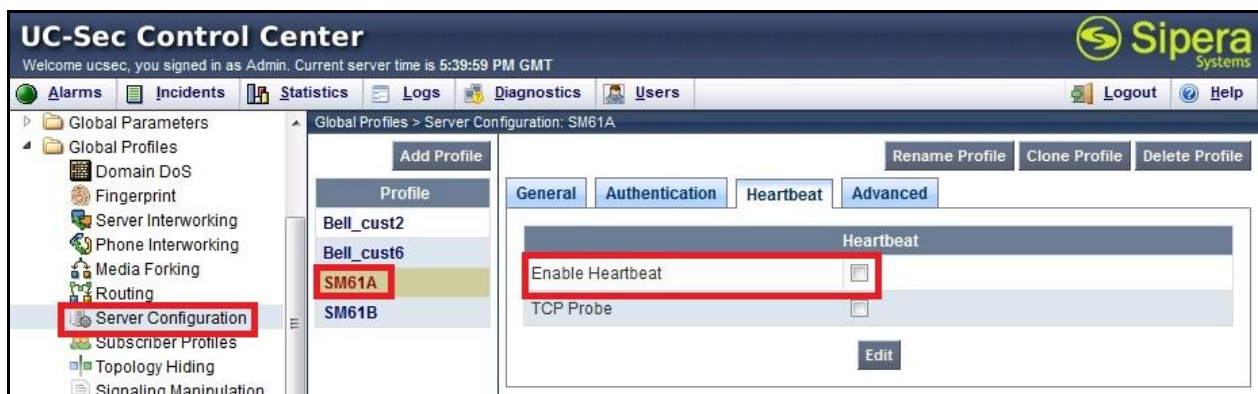 UC-Sec Control Center
Sipera
Systems
Welcome ucsec, you signed in as Admin. Current server time is 5:39:59 PM GMT
Alarms Incidents Statistics Logs Diagnostics Users Logout Help
Global Parameters
Global Profiles
Domain DoS
Fingerprint
Server Interworking
Phone Interworking
Media Forking
Routing
Server Configuration
Subscriber Profiles
Topology Hiding
Signaling Manipulation
Global Profiles > Server Configuration: SM61A
Add Profile
Rename Profile Clone Profile Delete Profile
Profile
Bell_cust2
Bell_cust6
SM61A
SM61B
General Authentication Heartbeat Advanced
Heartbeat
Enable Heartbeat
TCP Probe
Edit